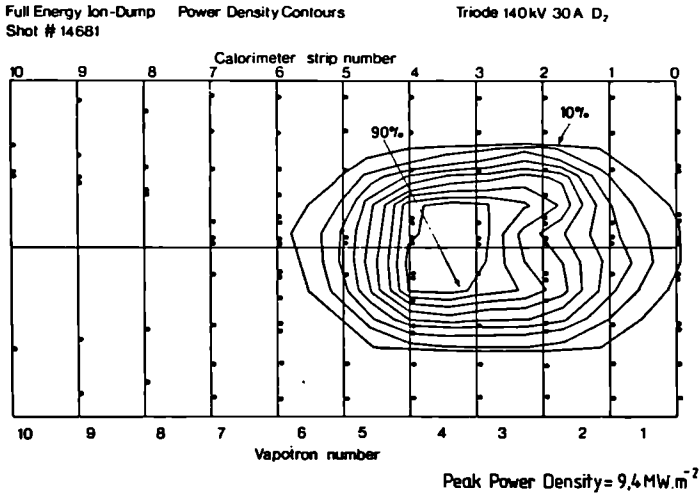 Full Energy Ion-Dump Power Density Contours Triode 140kV 30A D₂
Shot # 14681
Calorimeter strip number
10 9 8 7 6 5 4 3 2 1 0
90%
10%
10 9 8 7 6 5 4 3 2 1
Vapotron number
Peak Power Density = 9,4 MW.m⁻²